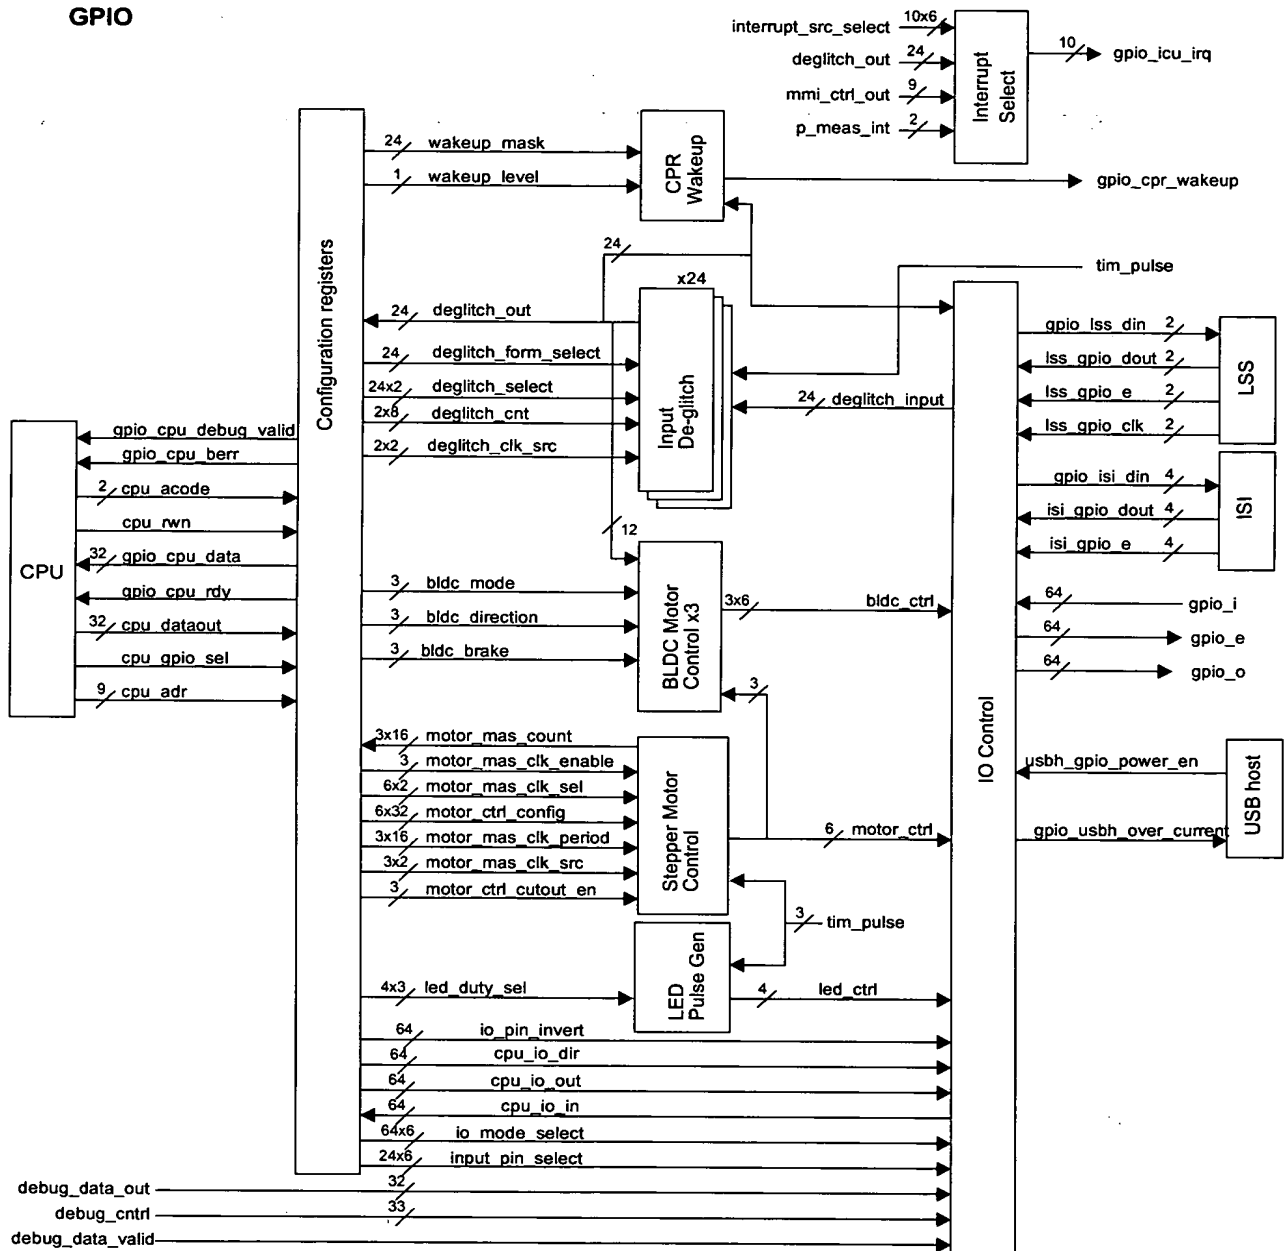 GPIO
interrupt_src_select 10x6
deglitch_out 24
mmi_ctrl_out 9
p_meas_int 2
Interrupt Select
10 gpio_icu_irq
24 wakeup_mask
1 wakeup_level
CPR Wakeup
gpio_cpr_wakeup
24
tim_pulse
x24
Configuration registers
24 deglitch_out
24 deglitch_form_select
24x2 deglitch_select
2x8 deglitch_cnt
2x2 deglitch_clk_src
Input De-glitch
24 deglitch_input
12
gpio_lss_din 2
lss_gpio_dout 2
lss_gpio_e 2
lss_gpio_clk 2
LSS
gpio_isi_din 4
isi_gpio_dout 4
isi_gpio_e 4
ISI
CPU
gpio_cpu_debug_valid
gpio_cpu_berr
2 cpu_acode
cpu_rwn
32 gpio_cpu_data
gpio_cpu_rdy
32 cpu_dataout
cpu_gpio_sel
9 cpu_adr
3 bldc_mode
3 bldc_direction
3 bldc_brake
BLDC Motor Control x3
3x6 bldc_ctrl
3
64 gpio_i
64 gpio_e
64 gpio_o
IO Control
3x16 motor_mas_count
3 motor_mas_clk_enable
6x2 motor_mas_clk_sel
6x32 motor_ctrl_config
3x16 motor_mas_clk_period
3x2 motor_mas_clk_src
3 motor_ctrl_cutout_en
Stepper Motor Control
6 motor_ctrl
usbh_gpio_power_en
gpio_usbh_over_current
USB host
3 tim_pulse
4x3 led_duty_sel
LED Pulse Gen
4 led_ctrl
64 io_pin_invert
64 cpu_io_dir
64 cpu_io_out
64 cpu_io_in
64x6 io_mode_select
24x6 input_pin_select
debug_data_out 32
debug_cntrl 33
debug_data_valid